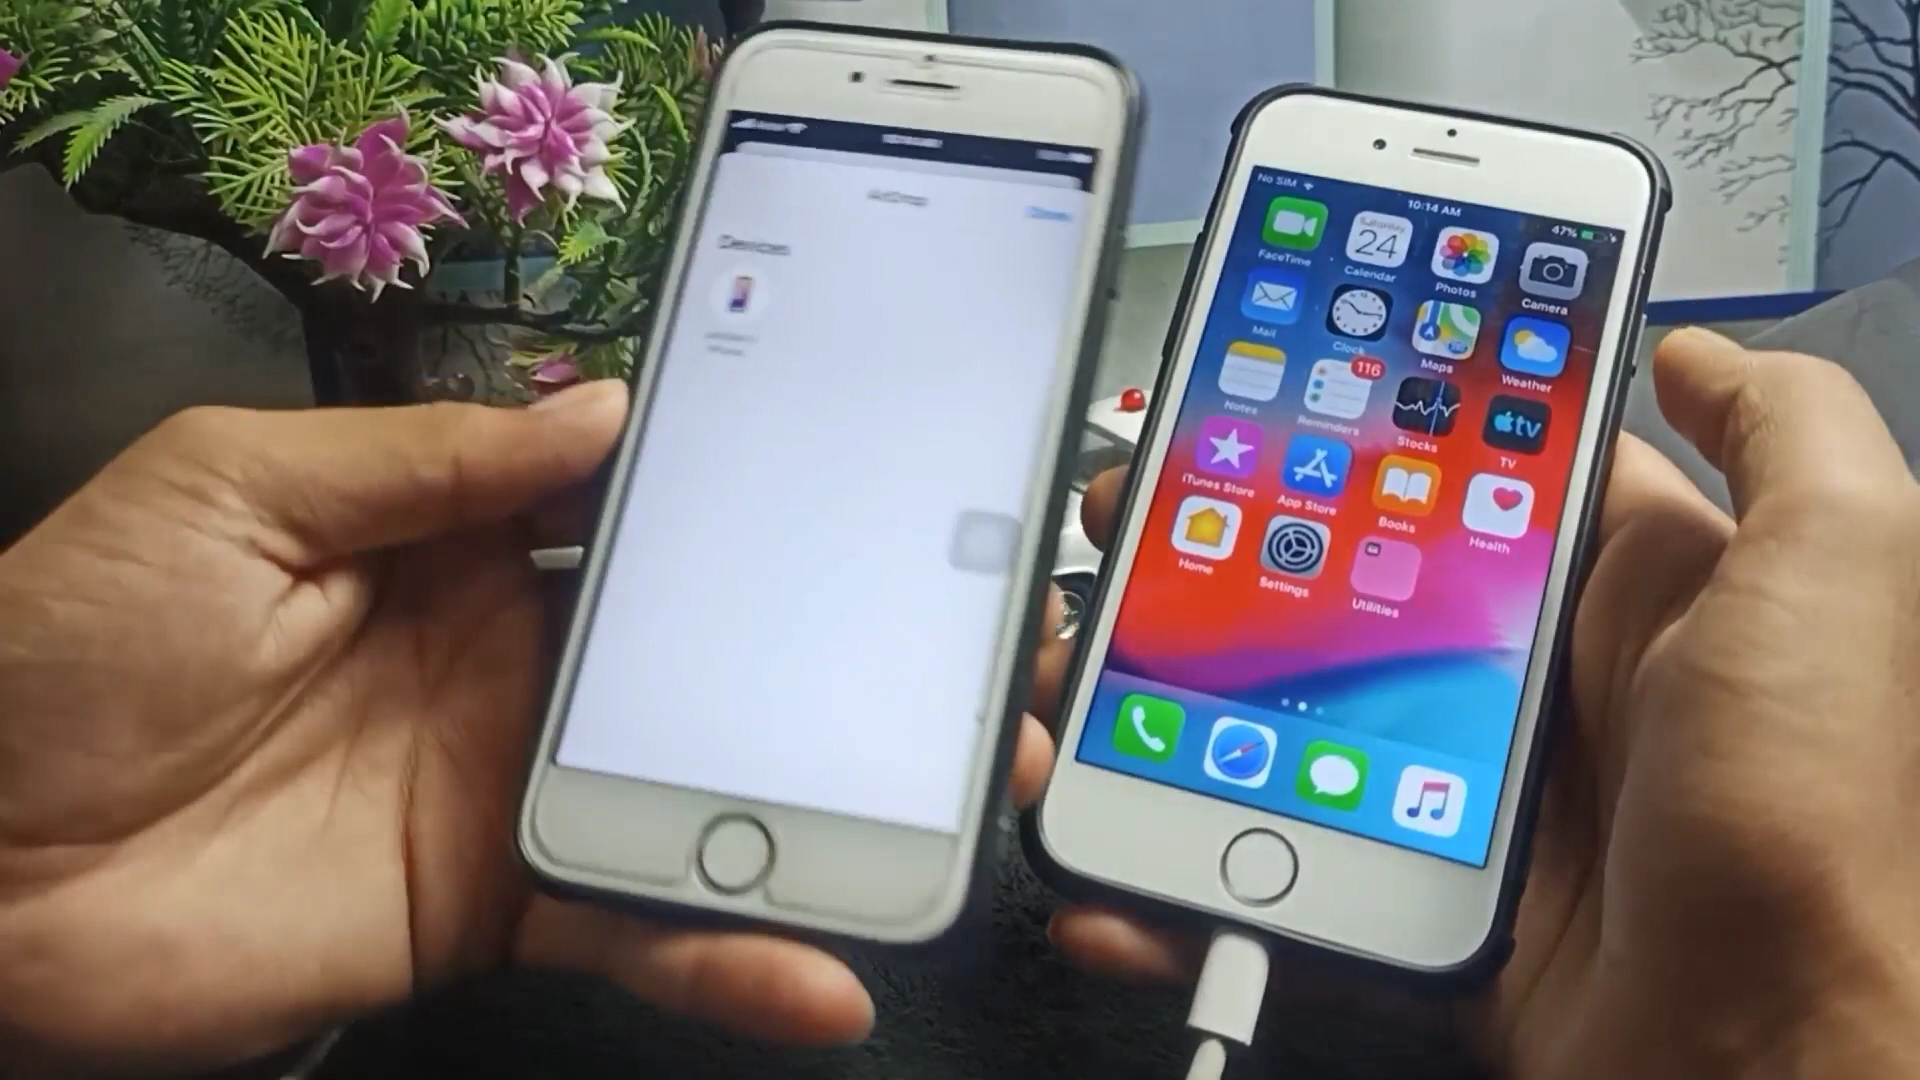 AirDrop
Done
Devices
No SIM
10:14 AM
47%
FaceTime
Saturday
24
Calendar
Photos
Camera
Mail
Clock
Maps
Weather
Notes
116
Reminders
Stocks
tv
TV
iTunes Store
App Store
Books
Health
Home
Settings
Utilities